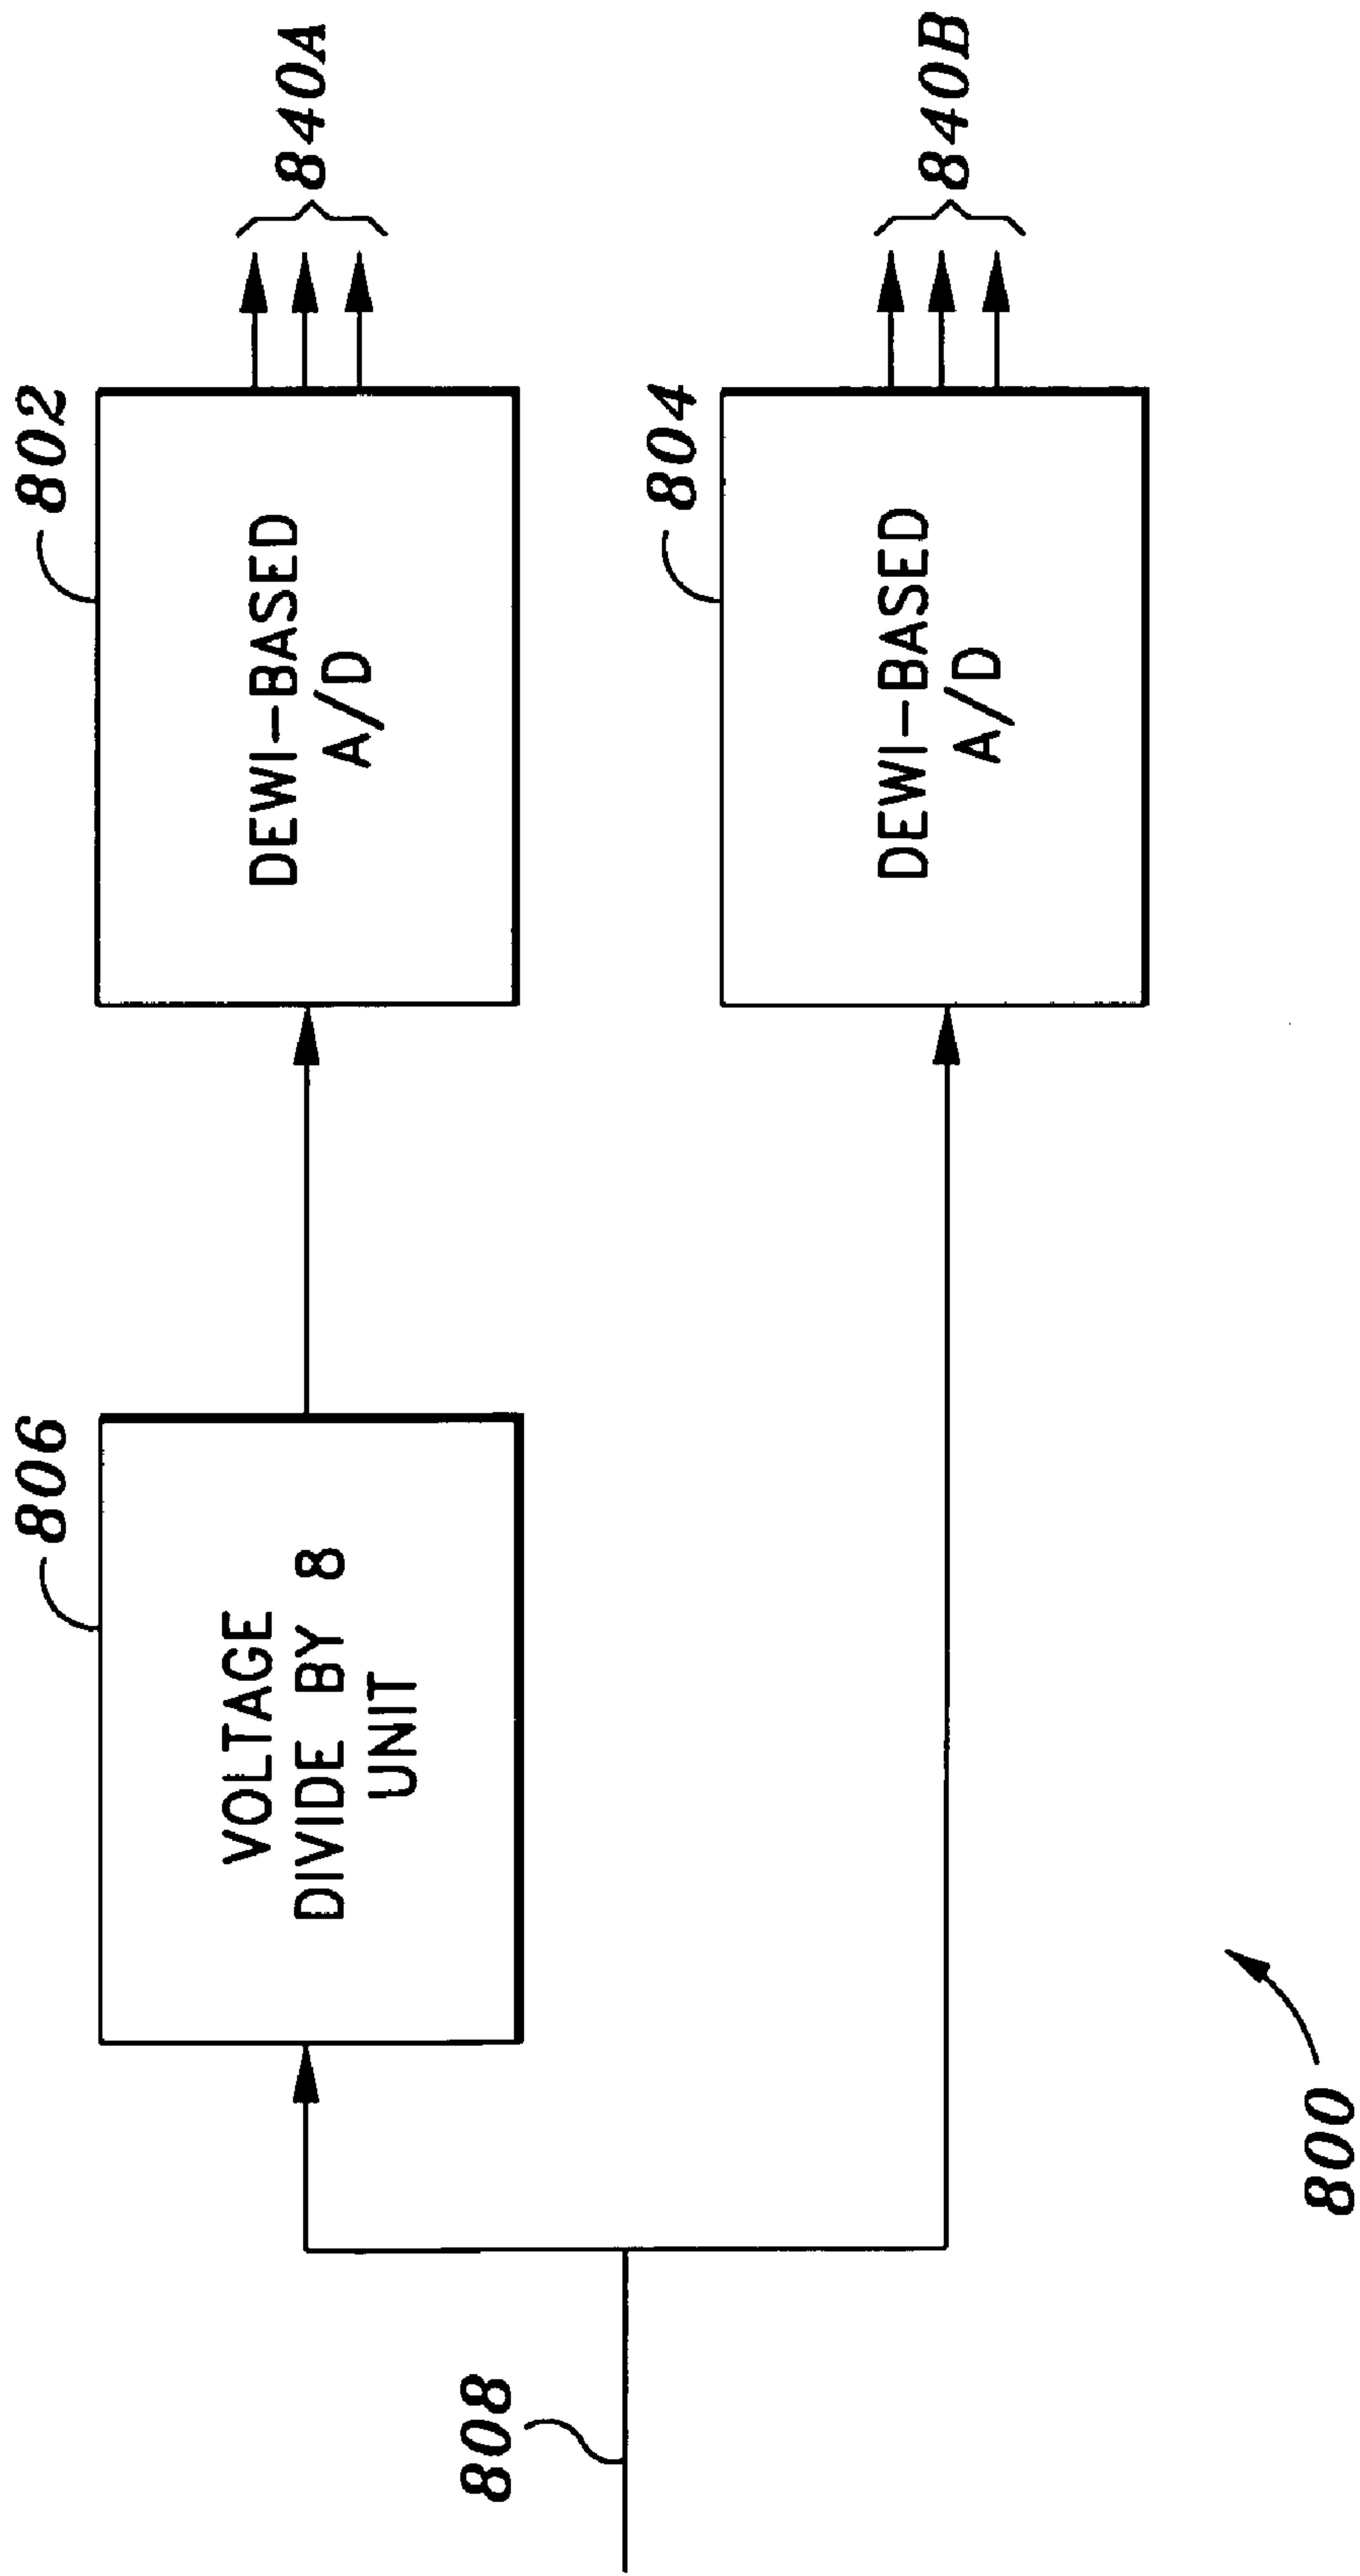 806
VOLTAGE
DIVIDE BY 8
UNIT
802
DEWI-BASED
A/D
840A
808
804
DEWI-BASED
A/D
840B
800